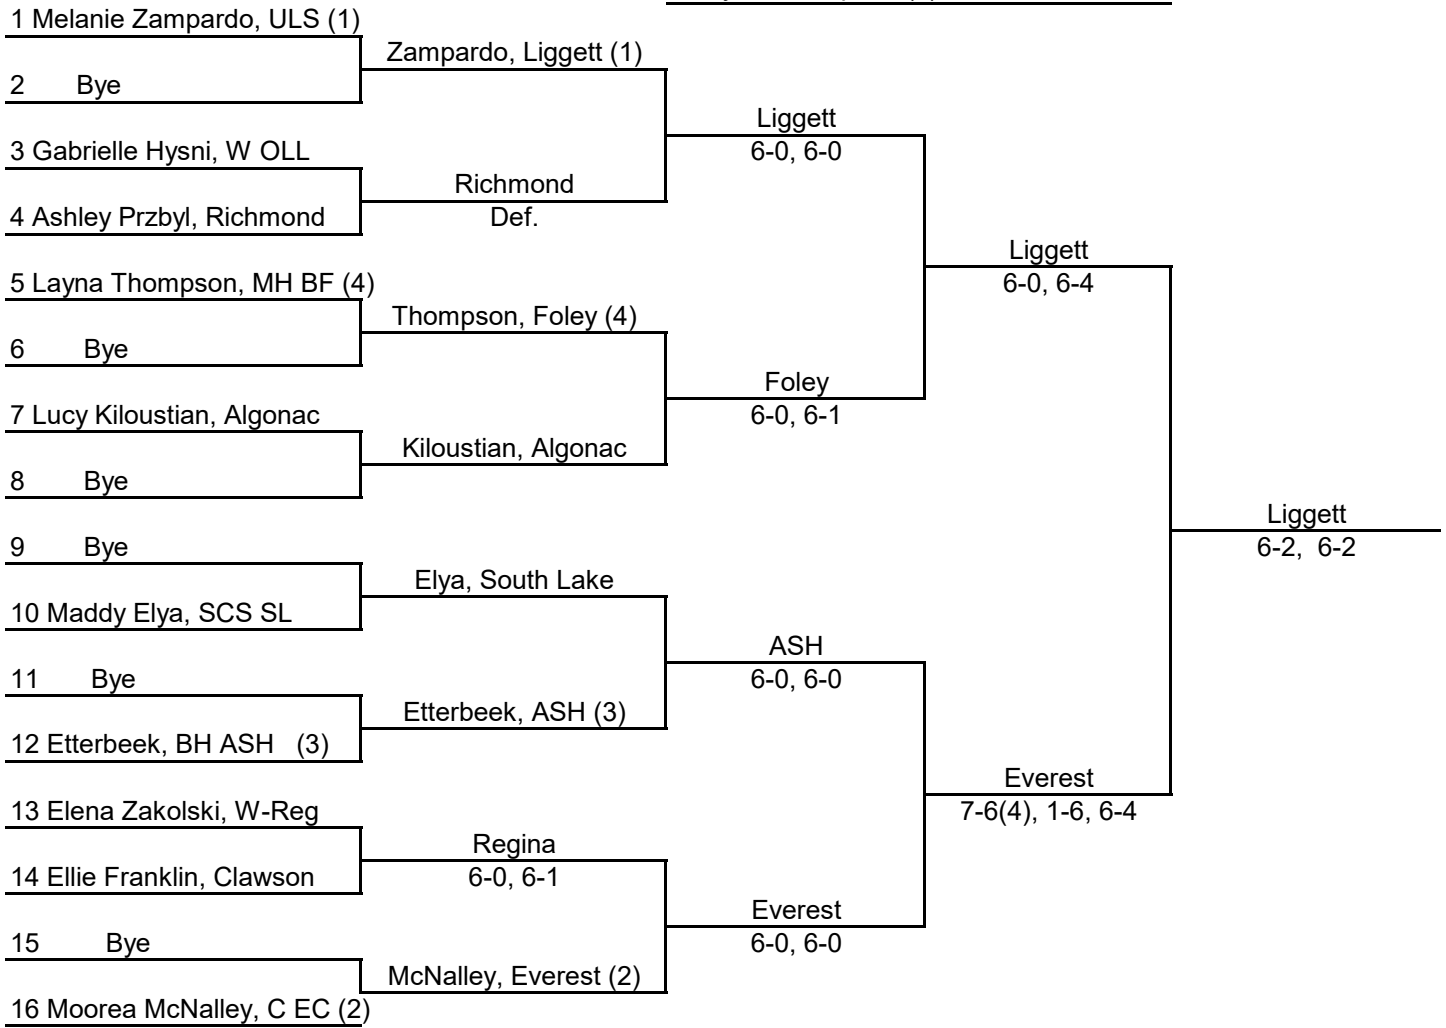 1 Melanie Zampardo, ULS (1)
Zampardo, Liggett (1)
2 Bye
Liggett
6-0, 6-0
3 Gabrielle Hysni, W OLL
Richmond
Def.
4 Ashley Przbyl, Richmond
Liggett
6-0, 6-4
5 Layna Thompson, MH BF (4)
Thompson, Foley (4)
6 Bye
Foley
6-0, 6-1
7 Lucy Kiloustian, Algonac
Kiloustian, Algonac
8 Bye
Liggett
6-2, 6-2
9 Bye
Elya, South Lake
10 Maddy Elya, SCS SL
ASH
6-0, 6-0
11 Bye
Etterbeek, ASH (3)
12 Etterbeek, BH ASH (3)
Everest
7-6(4), 1-6, 6-4
13 Elena Zakolski, W-Reg
Regina
6-0, 6-1
14 Ellie Franklin, Clawson
Everest
6-0, 6-0
15 Bye
McNalley, Everest (2)
16 Moorea McNalley, C EC (2)